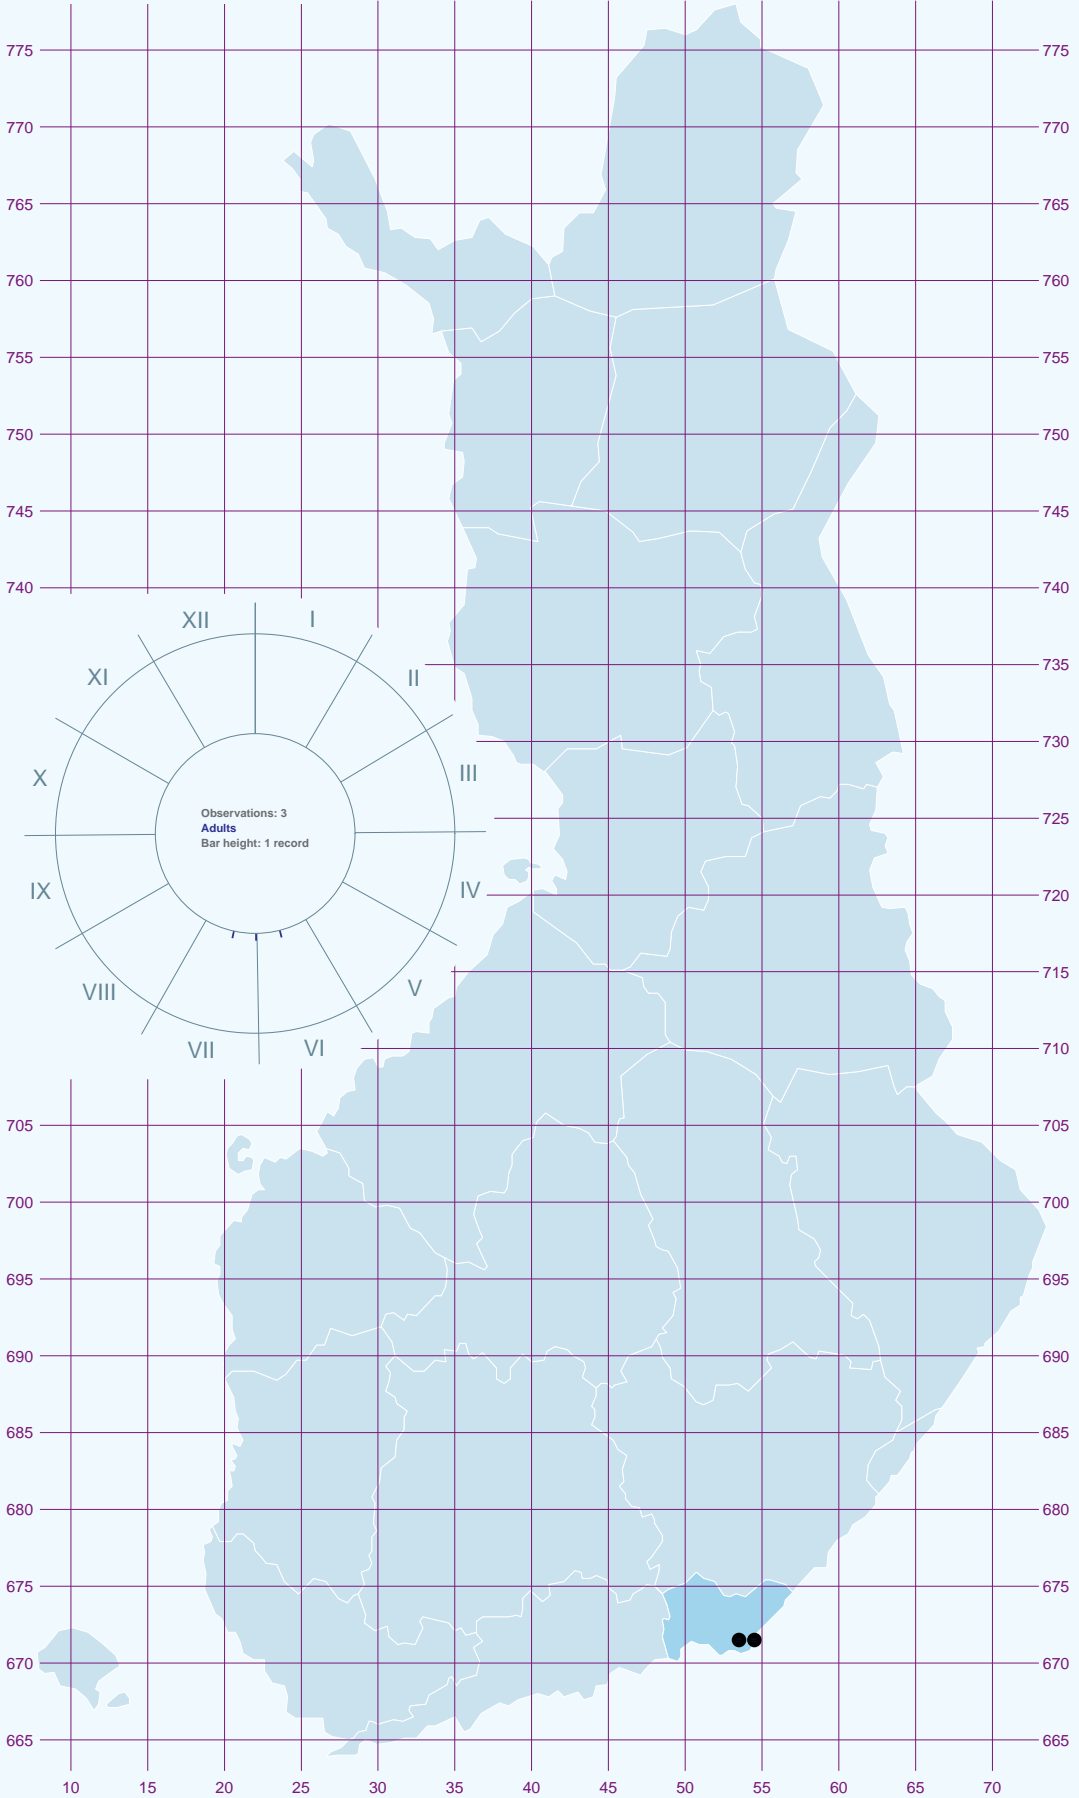 775 775
770 770
765 765
760 760
755 755
750 750
745 745
740 740
XII I
735
XI II
730
X III
Observations: 3
725
Adults
Bar height: 1 record
IX IV
720
VIII V
715
VII VI
710
705 705
700 700
695 695
690 690
685 685
680 680
675 675
670 670
665 665
10 15 20 25 30 35 40 45 50 55 60 65 70